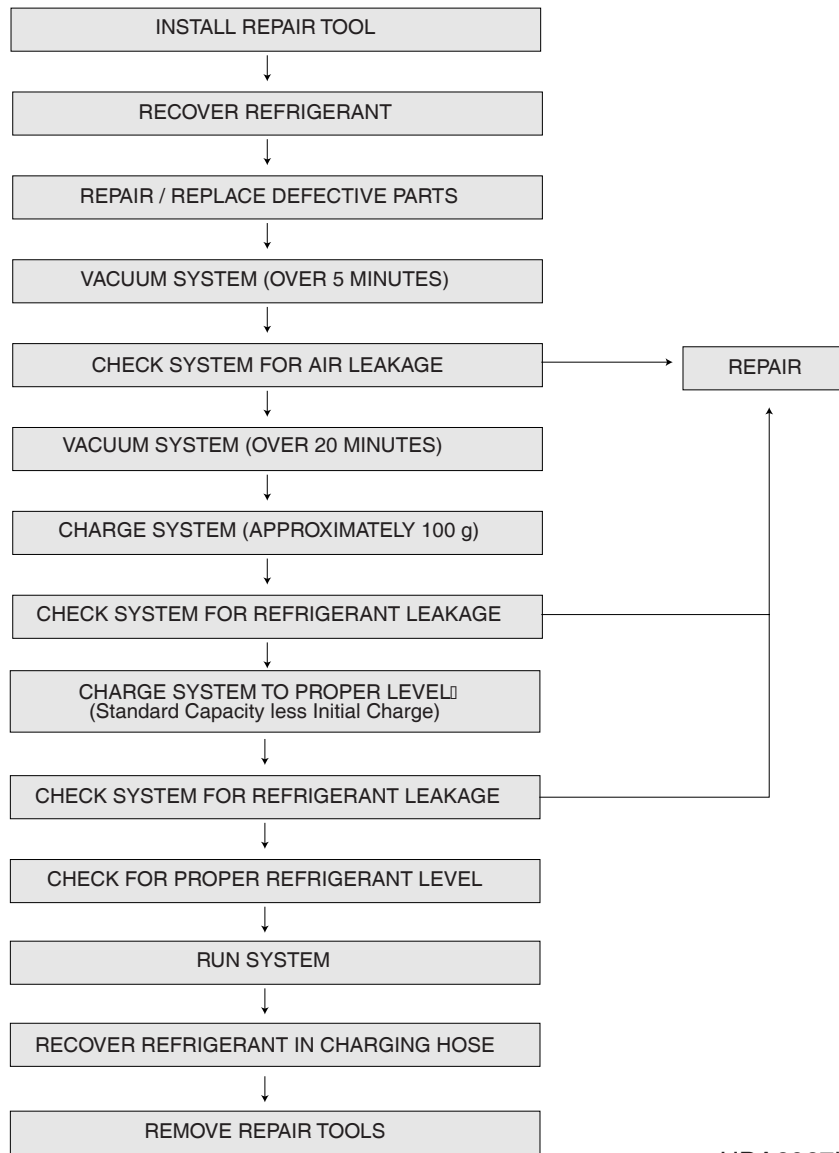 INSTALL REPAIR TOOL
RECOVER REFRIGERANT
REPAIR / REPLACE DEFECTIVE PARTS
VACUUM SYSTEM (OVER 5 MINUTES)
CHECK SYSTEM FOR AIR LEAKAGE
REPAIR
VACUUM SYSTEM (OVER 20 MINUTES)
CHARGE SYSTEM (APPROXIMATELY 100 g)
CHECK SYSTEM FOR REFRIGERANT LEAKAGE
CHARGE SYSTEM TO PROPER LEVEL
(Standard Capacity less Initial Charge)
CHECK SYSTEM FOR REFRIGERANT LEAKAGE
CHECK FOR PROPER REFRIGERANT LEVEL
RUN SYSTEM
RECOVER REFRIGERANT IN CHARGING HOSE
REMOVE REPAIR TOOLS